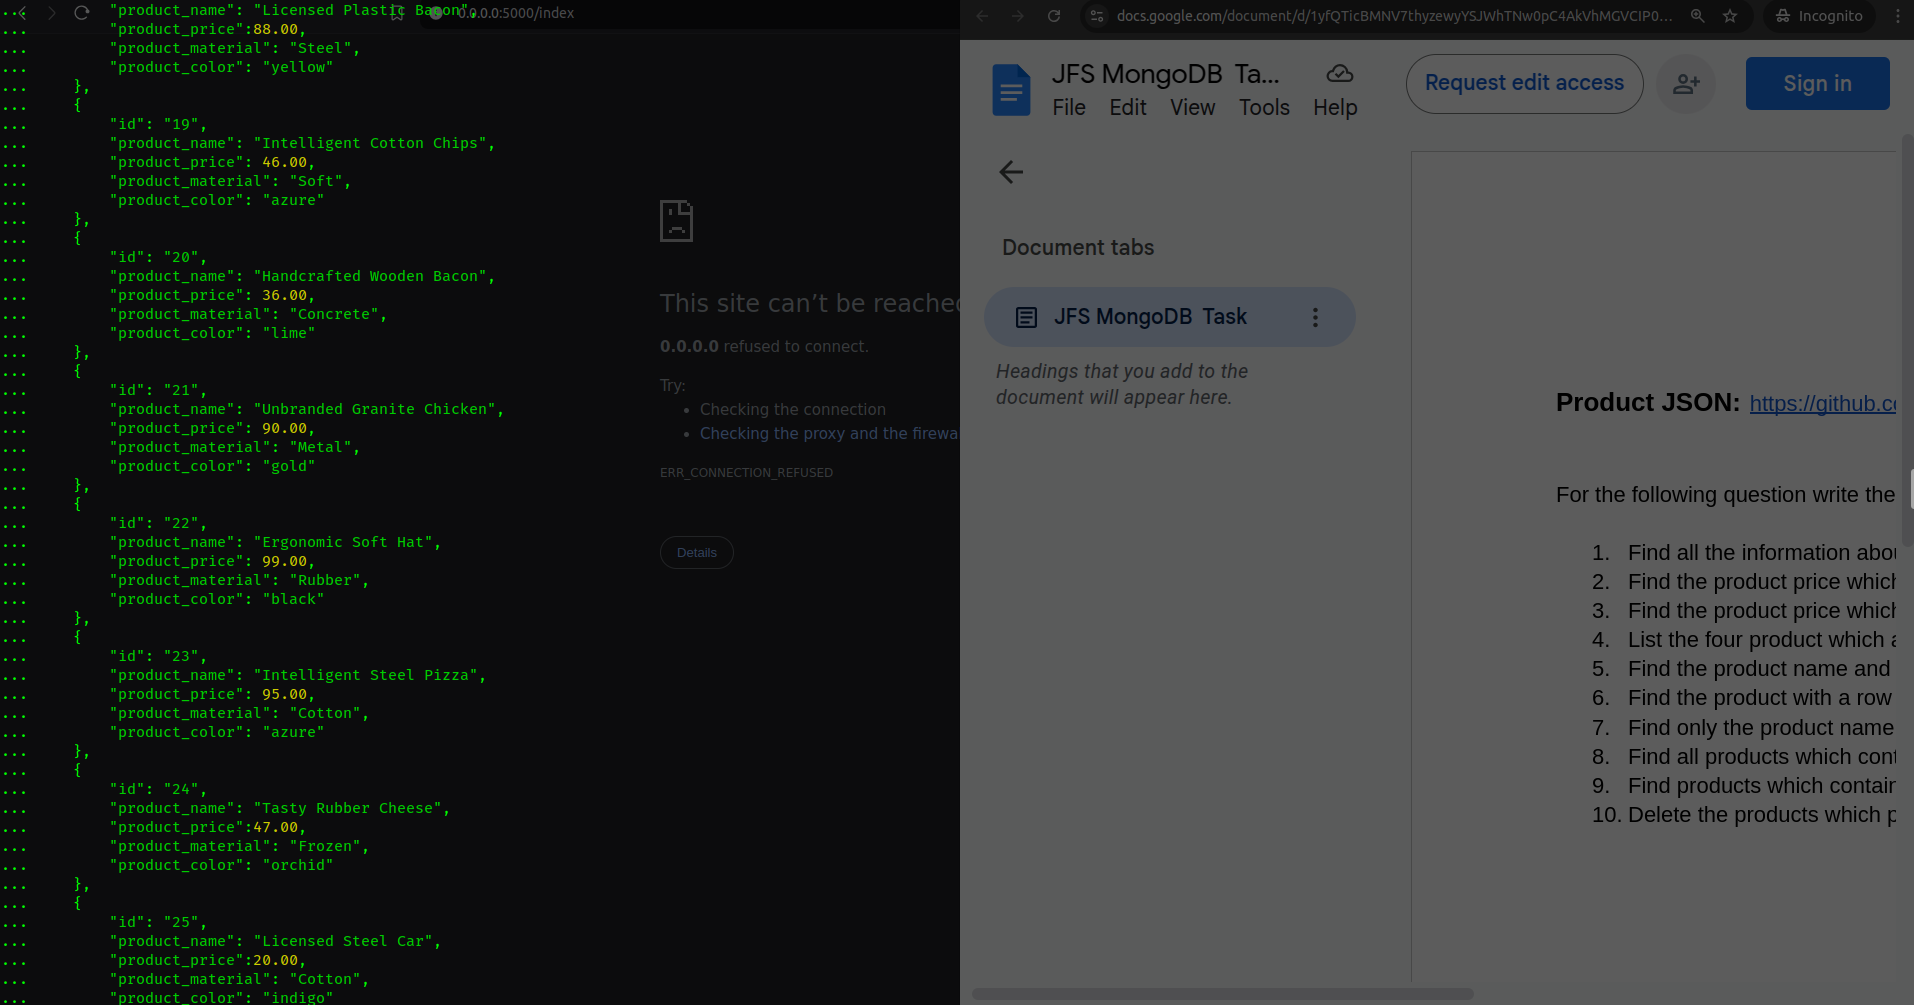 ...         "product_name": "Licensed Plastic Bacon",
...         "product_price":88.00,
...         "product_material": "Steel",
...         "product_color": "yellow"
...     },
...     {
...         "id": "19",
...         "product_name": "Intelligent Cotton Chips",
...         "product_price": 46.00,
...         "product_material": "Soft",
...         "product_color": "azure"
...     },
...     {
...         "id": "20",
...         "product_name": "Handcrafted Wooden Bacon",
...         "product_price": 36.00,
...         "product_material": "Concrete",
...         "product_color": "lime"
...     },
...     {
...         "id": "21",
...         "product_name": "Unbranded Granite Chicken",
...         "product_price": 90.00,
...         "product_material": "Metal",
...         "product_color": "gold"
...     },
...     {
...         "id": "22",
...         "product_name": "Ergonomic Soft Hat",
...         "product_price": 99.00,
...         "product_material": "Rubber",
...         "product_color": "black"
...     },
...     {
...         "id": "23",
...         "product_name": "Intelligent Steel Pizza",
...         "product_price": 95.00,
...         "product_material": "Cotton",
...         "product_color": "azure"
...     },
...     {
...         "id": "24",
...         "product_name": "Tasty Rubber Cheese",
...         "product_price":47.00,
...         "product_material": "Frozen",
...         "product_color": "orchid"
...     },
...     {
...         "id": "25",
...         "product_name": "Licensed Steel Car",
...         "product_price":20.00,
...         "product_material": "Cotton",
...         "product_color": "indigo"
0.0.0.0:5000/index
This site can't be reached
0.0.0.0 refused to connect.
Try:
• Checking the connection
• Checking the proxy and the firewa
ERR_CONNECTION_REFUSED
Details
docs.google.com/document/d/1yfQTicBMNV7thyzewyYSJWhTNw0pC4AkVhMGVCIP0...
Incognito
JFS MongoDB Ta...
File Edit View Tools Help
Request edit access
Sign in
Document tabs
JFS MongoDB Task
Headings that you add to the
document will appear here.
Product JSON: https://github.co
For the following question write the
1. Find all the information abou
2. Find the product price which
3. Find the product price which
4. List the four product which a
5. Find the product name and
6. Find the product with a row
7. Find only the product name
8. Find all products which cont
9. Find products which contain
10. Delete the products which p